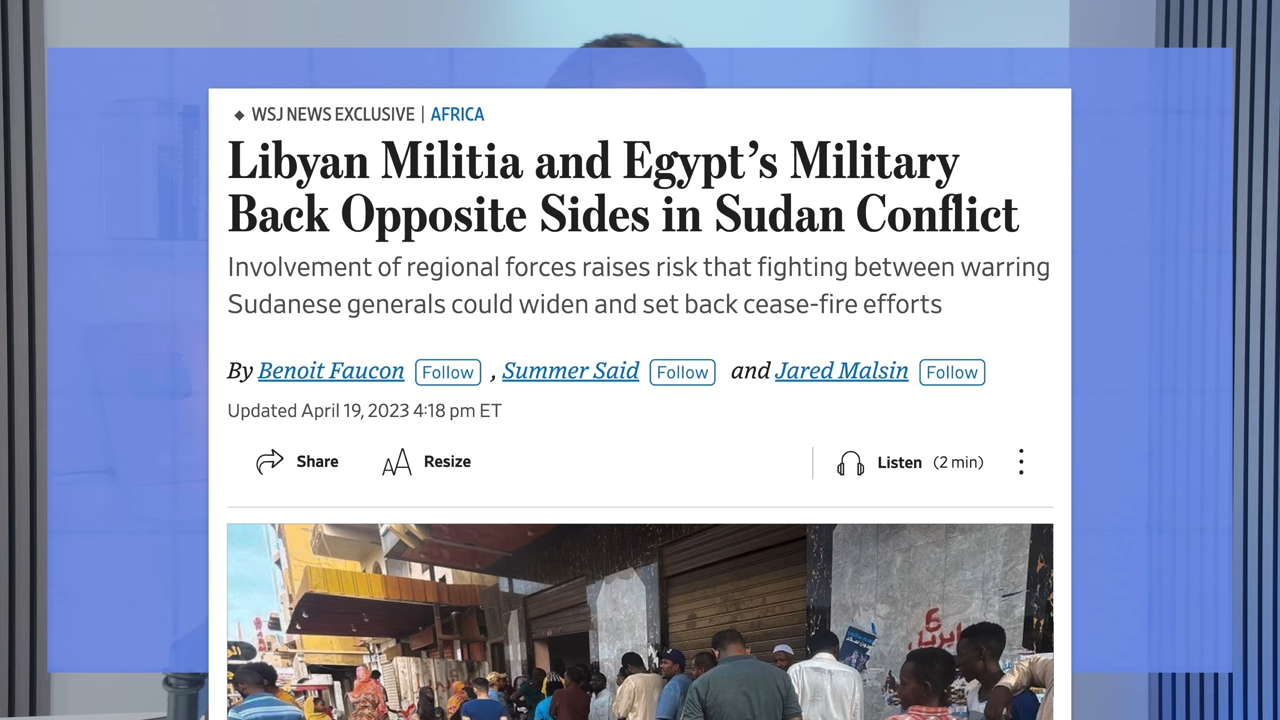 ◆ WSJ NEWS EXCLUSIVE | AFRICA
Libyan Militia and Egypt’s Military
Back Opposite Sides in Sudan Conflict
Involvement of regional forces raises risk that fighting between warring
Sudanese generals could widen and set back cease-fire efforts
By Benoit Faucon Follow , Summer Said Follow and Jared Malsin Follow
Updated April 19, 2023 4:18 pm ET
Share Resize Listen (2 min)
6
ابريل